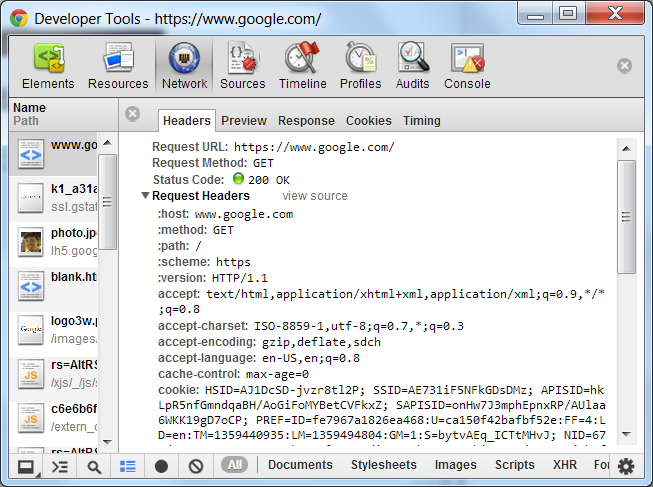 Developer Tools - https://www.google.com/
Elements Resources Network Sources Timeline Profiles Audits Console
Name
Path
Headers Preview Response Cookies Timing
www.go
k1_a31a
ssl.gstat
photo.jpg
lh5.goog
blank.htm
logo3w.p
/images/
rs=AltRS
/xjs/_/js/s
c6e6b6f
/extern_c
rs=AltRS
Request URL: https://www.google.com/
Request Method: GET
Status Code: 200 OK
Request Headers view source
:host: www.google.com
:method: GET
:path: /
:scheme: https
:version: HTTP/1.1
accept: text/html,application/xhtml+xml,application/xml;q=0.9,*/*
;q=0.8
accept-charset: ISO-8859-1,utf-8;q=0.7,*;q=0.3
accept-encoding: gzip,deflate,sdch
accept-language: en-US,en;q=0.8
cache-control: max-age=0
cookie: HSID=AJ1DcSD-jvzr8tl2P; SSID=AE731iF5NFkGDsDMz; APISID=hk
LpR5nfGmndqaBH/AoGiFoMYBetCVFkxZ; SAPISID=onHw7J3mphEpnxRP/AUlaa
6WKK19gD7oCP; PREF=ID=fe7967a1826ea468:U=ca150f42bafbf52e:FF=4:L
D=en:TM=1359440935:LM=1359494804:GM=1:S=bytvAEq_ICTtMHvJ; NID=67
All Documents Stylesheets Images Scripts XHR Fo